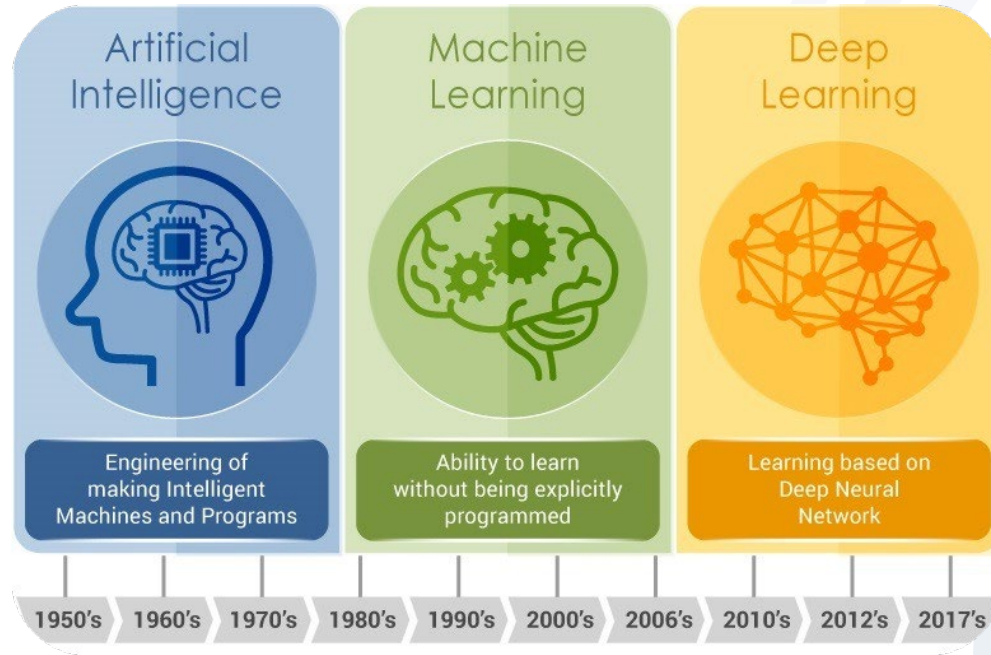 Artificial
Intelligence
Machine
Learning
Deep
Learning
Engineering of
making Intelligent
Machines and Programs
Ability to learn
without being explicitly
programmed
Learning based on
Deep Neural
Network
1950's 1960's 1970's 1980's 1990's 2000's 2006's 2010's 2012's 2017's